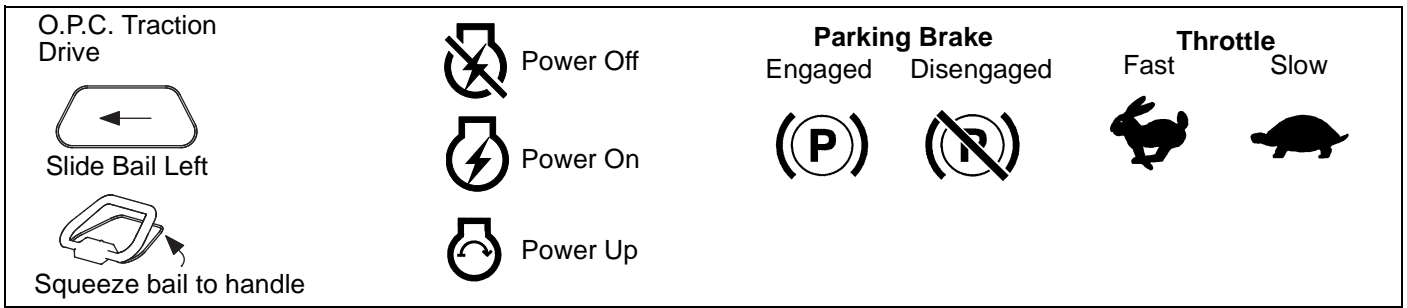 O.P.C. Traction
Drive
Slide Bail Left
Squeeze bail to handle
Power Off
Power On
Power Up
Parking Brake
Engaged Disengaged
(P) (P)
Throttle
Fast Slow